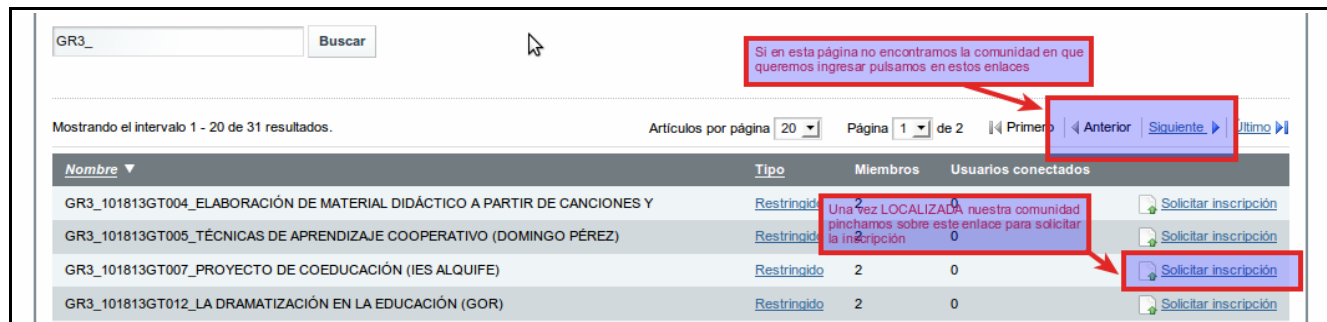 GR3_ Buscar
Si en esta página no encontramos la comunidad en que
queremos ingresar pulsamos en estos enlaces
Mostrando el intervalo 1 - 20 de 31 resultados. Artículos por página 20 Página 1 de 2 Primero Anterior Siguiente Último
Nombre Tipo Miembros Usuarios conectados
GR3_101813GT004_ELABORACIÓN DE MATERIAL DIDÁCTICO A PARTIR DE CANCIONES Y Restringido 2 0 Solicitar inscripción
Una vez LOCALIZADA nuestra comunidad
pinchamos sobre este enlace para solicitar
la inscripción
GR3_101813GT005_TÉCNICAS DE APRENDIZAJE COOPERATIVO (DOMINGO PÉREZ) Restringido 2 0 Solicitar inscripción
GR3_101813GT007_PROYECTO DE COEDUCACIÓN (IES ALQUIFE) Restringido 2 0 Solicitar inscripción
GR3_101813GT012_LA DRAMATIZACIÓN EN LA EDUCACIÓN (GOR) Restringido 2 0 Solicitar inscripción